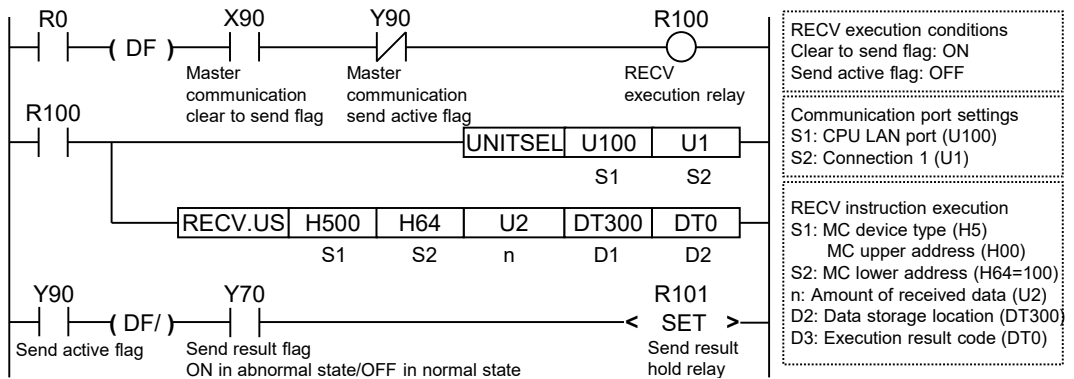 R0
( DF )
X90
Y90
R100
Master
communication
clear to send flag
Master
communication
send active flag
RECV
execution relay
RECV execution conditions
Clear to send flag: ON
Send active flag: OFF
R100
UNITSEL U100 U1
S1 S2
Communication port settings
S1: CPU LAN port (U100)
S2: Connection 1 (U1)
RECV.US H500 H64 U2 DT300 DT0
S1 S2 n D1 D2
RECV instruction execution
S1: MC device type (H5)
MC upper address (H00)
S2: MC lower address (H64=100)
n: Amount of received data (U2)
D2: Data storage location (DT300)
D3: Execution result code (DT0)
Y90
( DF/ )
Y70
R101
< SET >
Send active flag
Send result flag
ON in abnormal state/OFF in normal state
Send result
hold relay